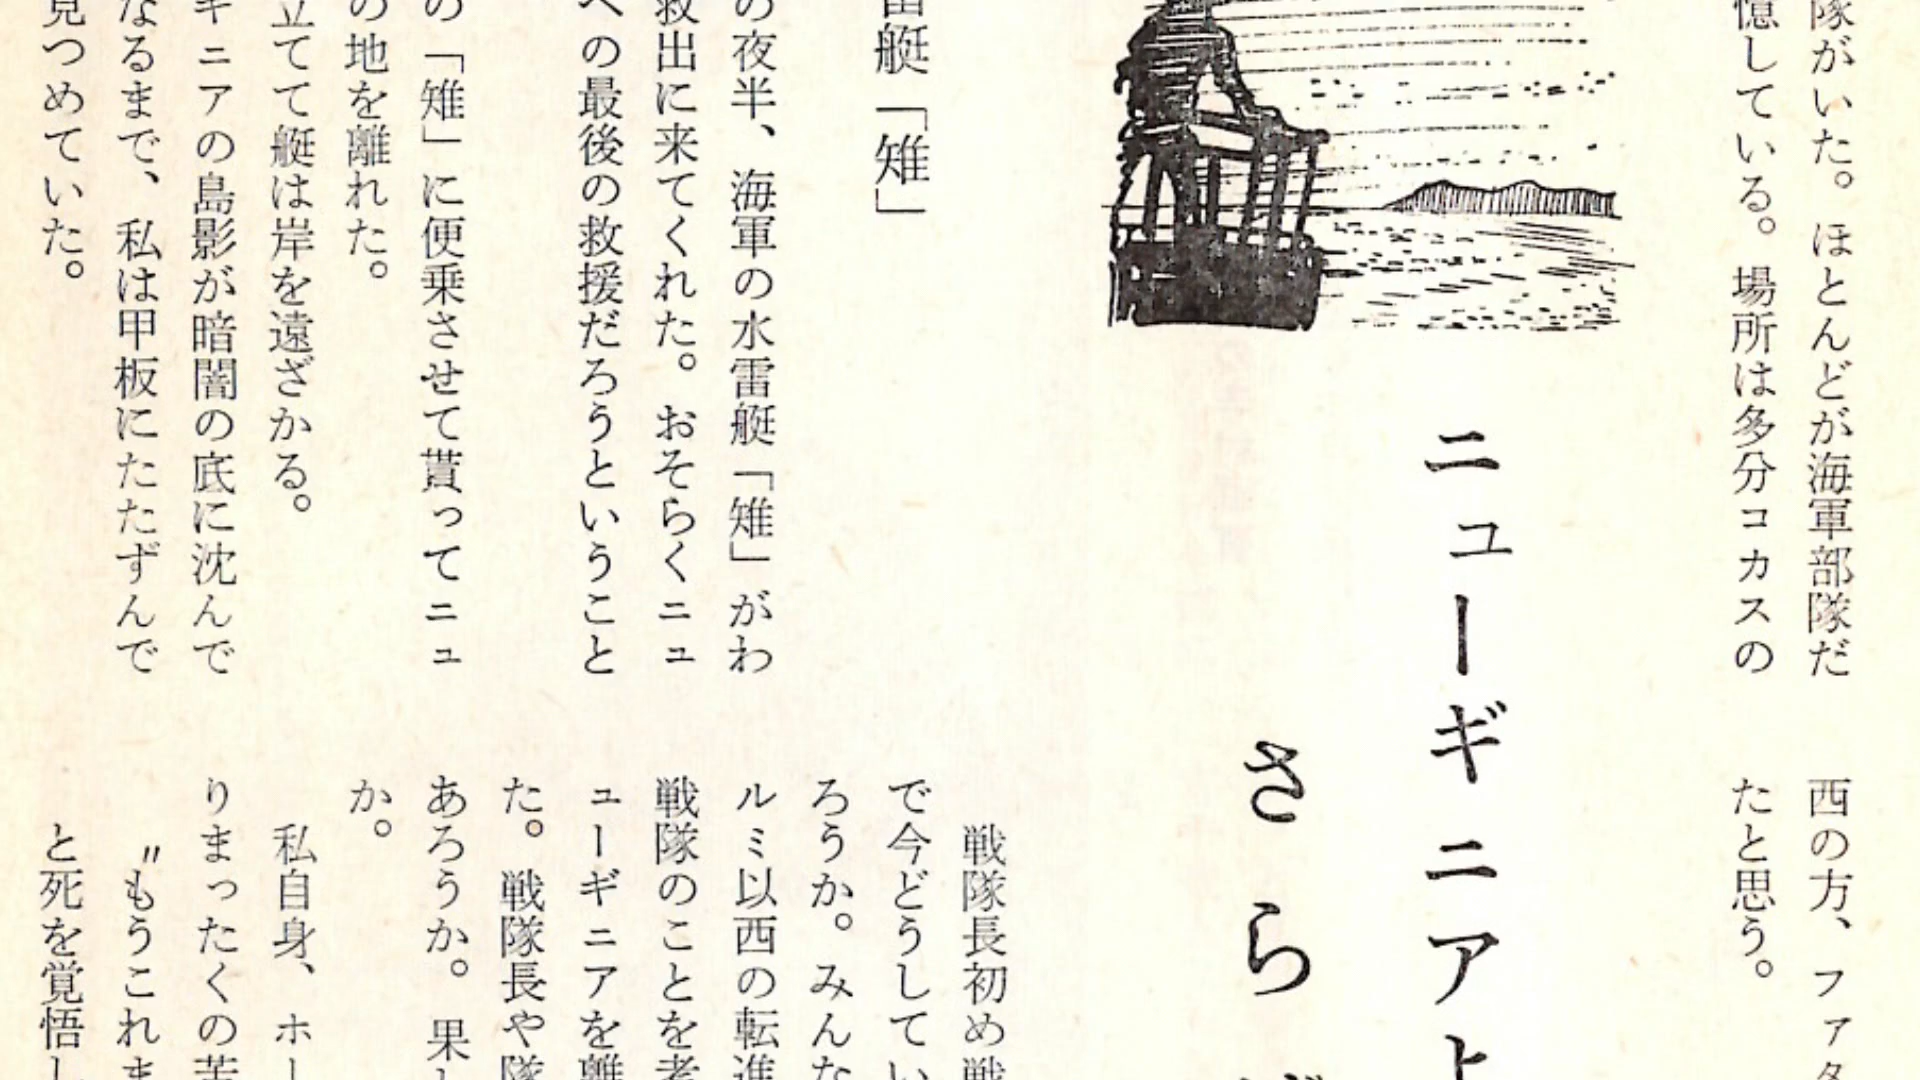 隊がいた。ほとんどが海軍部隊だ
憶している。場所は多分コカスの
ニューギニアよ
さらば
雷艇「雉」
の夜半、海軍の水雷艇「雉」がわ
救出に来てくれた。おそらくニュ
への最後の救援だろうということ
の「雉」に便乗させて貰ってニュ
の地を離れた。
立てて艇は岸を遠ざかる。
ギニアの島影が暗闇の底に沈んで
なるまで、私は甲板にたたずんで
見つめていた。
西の方、ファタ
たと思う。
戦隊長初め戦
で今どうしてい
ろうか。みんな
ルミ以西の転進
戦隊のことを考
ューギニアを離
た。戦隊長や隊
あろうか。果し
か。
私自身、ホー
りまったくの苦
〃もうこれま
と死を覚悟し